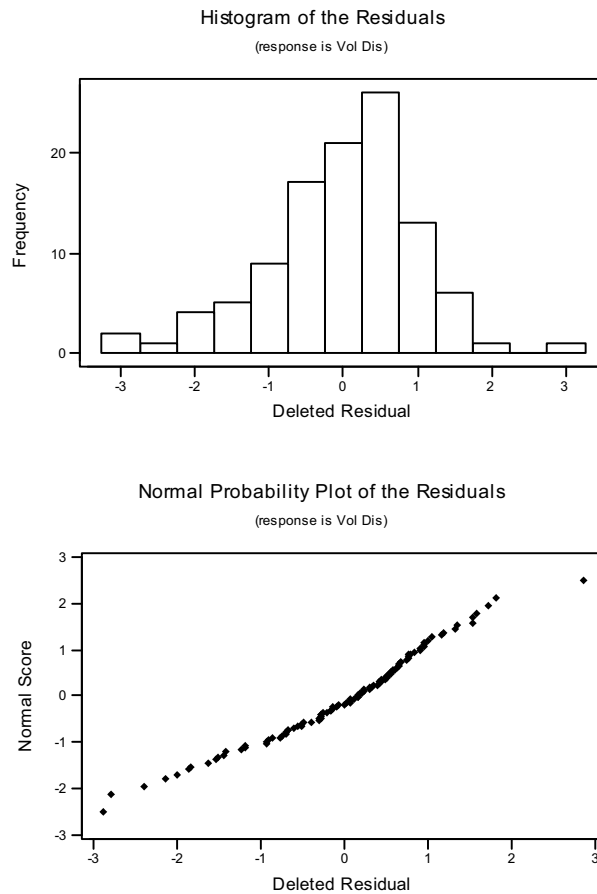 Histogram of the Residuals
(response is Vol Dis)
20
10
0
Frequency
-3 -2 -1 0 1 2 3
Deleted Residual
Normal Probability Plot of the Residuals
(response is Vol Dis)
3
2
1
0
-1
-2
-3
Normal Score
-3 -2 -1 0 1 2 3
Deleted Residual